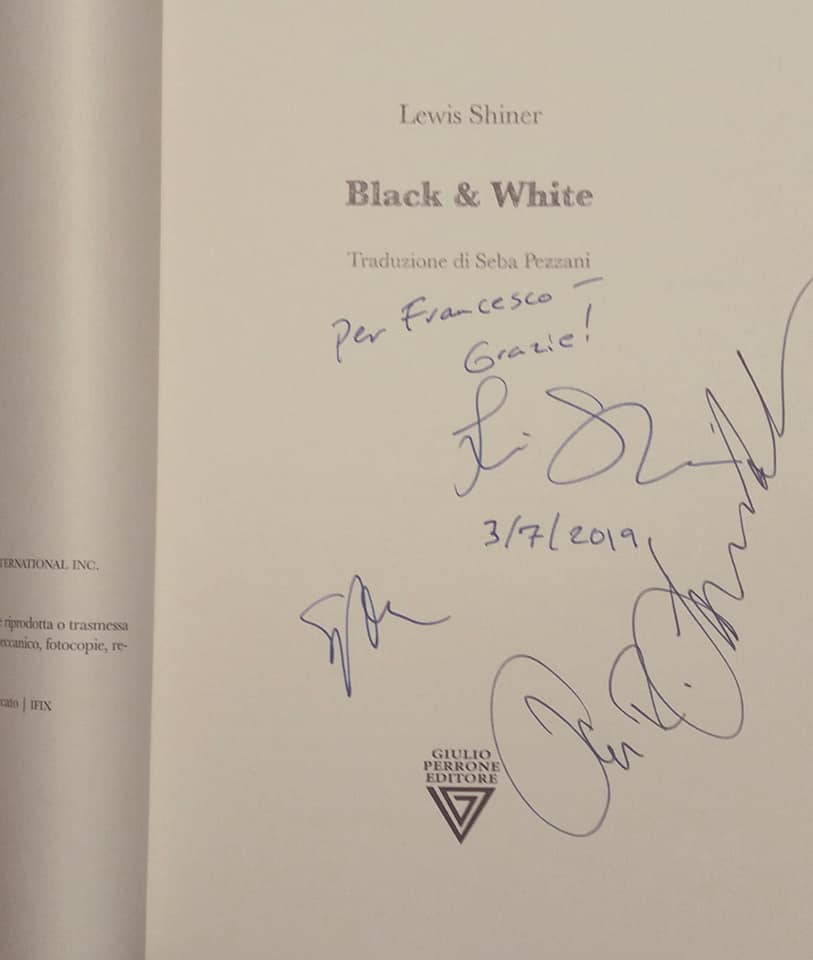 Lewis Shiner
Black & White
Traduzione di Seba Pezzani
Per Francesco –
Grazie!
3/7/2019
TERNATIONAL INC.
e riprodotta o trasmessa
eccanico, fotocopie, re-
cato | IFIX
GIULIO
PERRONE
EDITORE